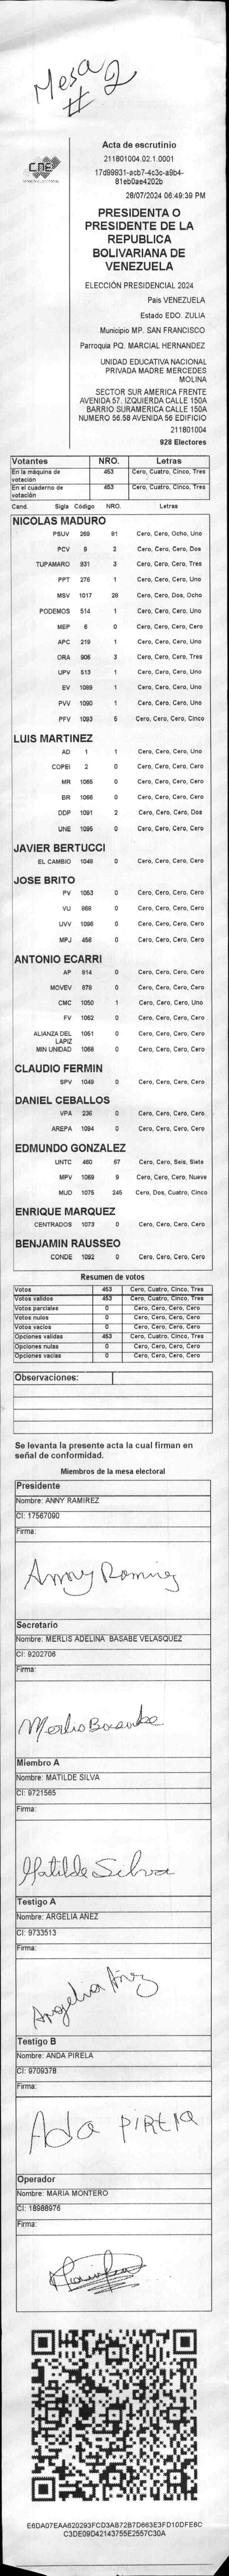 Mesa
# 2
CNE
Acta de escrutinio
211801004.02.1.0001
17d99931-acb7-4c3c-a9b4-
81eb0ae4202b
28/07/2024 06:49:39 PM
PRESIDENTA O
PRESIDENTE DE LA
REPUBLICA
BOLIVARIANA DE
VENEZUELA
ELECCIÓN PRESIDENCIAL 2024
País VENEZUELA
Estado EDO. ZULIA
Municipio MP. SAN FRANCISCO
Parroquia PQ. MARCIAL HERNANDEZ
UNIDAD EDUCATIVA NACIONAL
PRIVADA MADRE MERCEDES
MOLINA
SECTOR SUR AMERICA FRENTE
AVENIDA 57. IZQUIERDA CALLE 150A
BARRIO SURAMERICA CALLE 150A
NUMERO 56.58 AVENIDA 56 EDIFICIO
211801004
928 Electores
Votantes NRO. Letras
En la máquina de votación 453 Cero, Cuatro, Cinco, Tres
En el cuaderno de votación 453 Cero, Cuatro, Cinco, Tres
Cand. Sigla Código NRO. Letras
NICOLAS MADURO
PSUV 269 81 Cero, Cero, Ocho, Uno
PCV 9 2 Cero, Cero, Cero, Dos
TUPAMARO 931 3 Cero, Cero, Cero, Tres
PPT 276 1 Cero, Cero, Cero, Uno
MSV 1017 28 Cero, Cero, Dos, Ocho
PODEMOS 514 1 Cero, Cero, Cero, Uno
MEP 6 0 Cero, Cero, Cero, Cero
APC 219 1 Cero, Cero, Cero, Uno
ORA 906 3 Cero, Cero, Cero, Tres
UPV 513 1 Cero, Cero, Cero, Uno
EV 1089 1 Cero, Cero, Cero, Uno
PVV 1090 1 Cero, Cero, Cero, Uno
PFV 1093 5 Cero, Cero, Cero, Cinco
LUIS MARTINEZ
AD 1 1 Cero, Cero, Cero, Uno
COPEI 2 0 Cero, Cero, Cero, Cero
MR 1065 0 Cero, Cero, Cero, Cero
BR 1066 0 Cero, Cero, Cero, Cero
DDP 1091 2 Cero, Cero, Cero, Dos
UNE 1095 0 Cero, Cero, Cero, Cero
JAVIER BERTUCCI
EL CAMBIO 1048 0 Cero, Cero, Cero, Cero
JOSE BRITO
PV 1053 0 Cero, Cero, Cero, Cero
VU 868 0 Cero, Cero, Cero, Cero
UVV 1096 0 Cero, Cero, Cero, Cero
MPJ 458 0 Cero, Cero, Cero, Cero
ANTONIO ECARRI
AP 814 0 Cero, Cero, Cero, Cero
MOVEV 878 0 Cero, Cero, Cero, Cero
CMC 1050 1 Cero, Cero, Cero, Uno
FV 1062 0 Cero, Cero, Cero, Cero
ALIANZA DEL LAPIZ 1051 0 Cero, Cero, Cero, Cero
MIN UNIDAD 1068 0 Cero, Cero, Cero, Cero
CLAUDIO FERMIN
SPV 1049 0 Cero, Cero, Cero, Cero
DANIEL CEBALLOS
VPA 236 0 Cero, Cero, Cero, Cero
AREPA 1094 0 Cero, Cero, Cero, Cero
EDMUNDO GONZALEZ
UNTC 460 67 Cero, Cero, Seis, Siete
MPV 1069 9 Cero, Cero, Cero, Nueve
MUD 1075 245 Cero, Dos, Cuatro, Cinco
ENRIQUE MARQUEZ
CENTRADOS 1073 0 Cero, Cero, Cero, Cero
BENJAMIN RAUSSEO
CONDE 1092 0 Cero, Cero, Cero, Cero
Resumen de votos
Votos 453 Cero, Cuatro, Cinco, Tres
Votos validos 453 Cero, Cuatro, Cinco, Tres
Votos parciales 0 Cero, Cero, Cero, Cero
Votos nulos 0 Cero, Cero, Cero, Cero
Votos vacios 0 Cero, Cero, Cero, Cero
Opciones validas 453 Cero, Cuatro, Cinco, Tres
Opciones nulas 0 Cero, Cero, Cero, Cero
Opciones vacias 0 Cero, Cero, Cero, Cero
Observaciones:
Se levanta la presente acta la cual firman en
señal de conformidad.
Miembros de la mesa electoral
Presidente
Nombre: ANNY RAMIREZ
CI: 17567090
Firma:
Anny Ramirez
Secretario
Nombre: MERLIS ADELINA BASABE VELASQUEZ
CI: 9202706
Firma:
Merlis Basabe
Miembro A
Nombre: MATILDE SILVA
CI: 9721565
Firma:
Matilde Silva
Testigo A
Nombre: ARGELIA AÑEZ
CI: 9733513
Firma:
Argelia Añez
Testigo B
Nombre: ANDA PIRELA
CI: 9709378
Firma:
Ada PIRELA
Operador
Nombre: MARIA MONTERO
CI: 18988976
Firma:
E6DA07EAA620293FCD3AB72B7D663E3FD10DFE6C
C3DE09D42143755E2557C30A